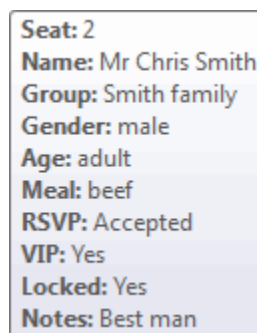 Seat: 2
Name: Mr Chris Smith
Group: Smith family
Gender: male
Age: adult
Meal: beef
RSVP: Accepted
VIP: Yes
Locked: Yes
Notes: Best man